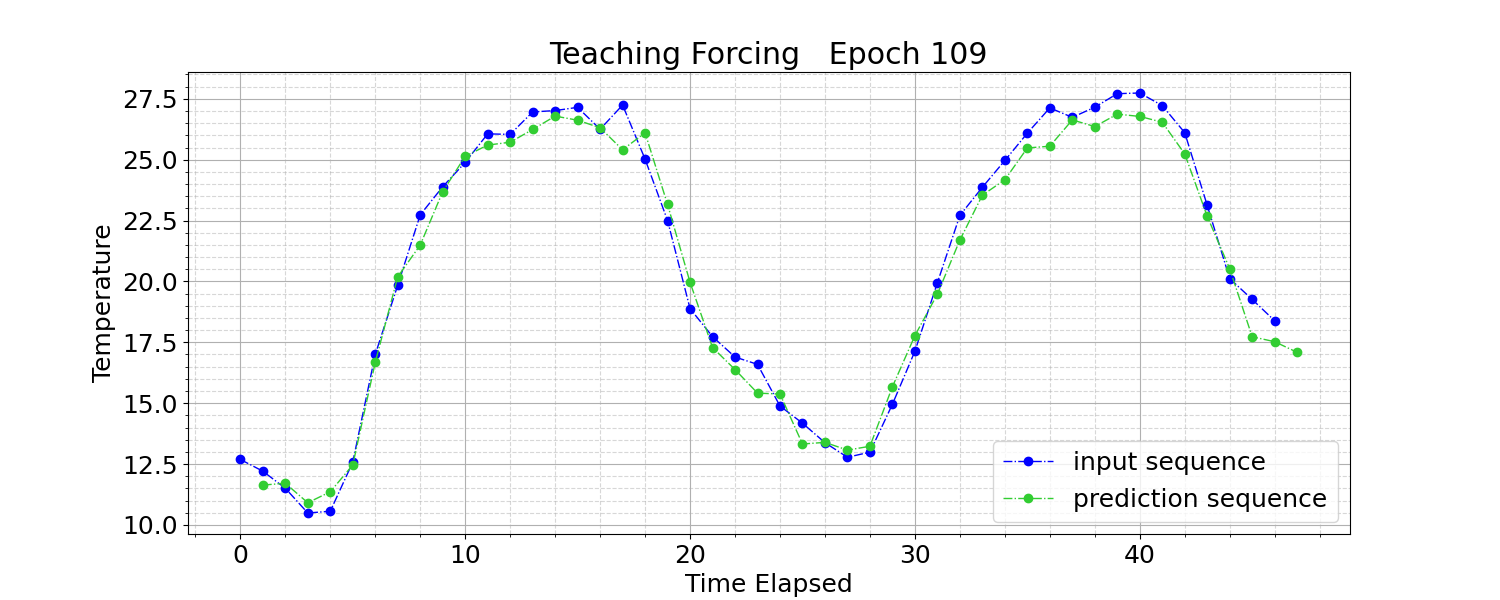 Teaching Forcing   Epoch 109
27.5
25.0
22.5
20.0
17.5
15.0
12.5
10.0
Temperature
input sequence
prediction sequence
0 10 20 30 40
Time Elapsed